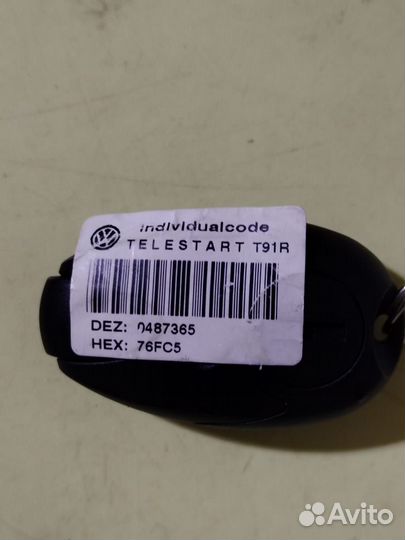 Individualcode
TELESTART T91R
DEZ: 0487365
HEX: 76FC5
Avito